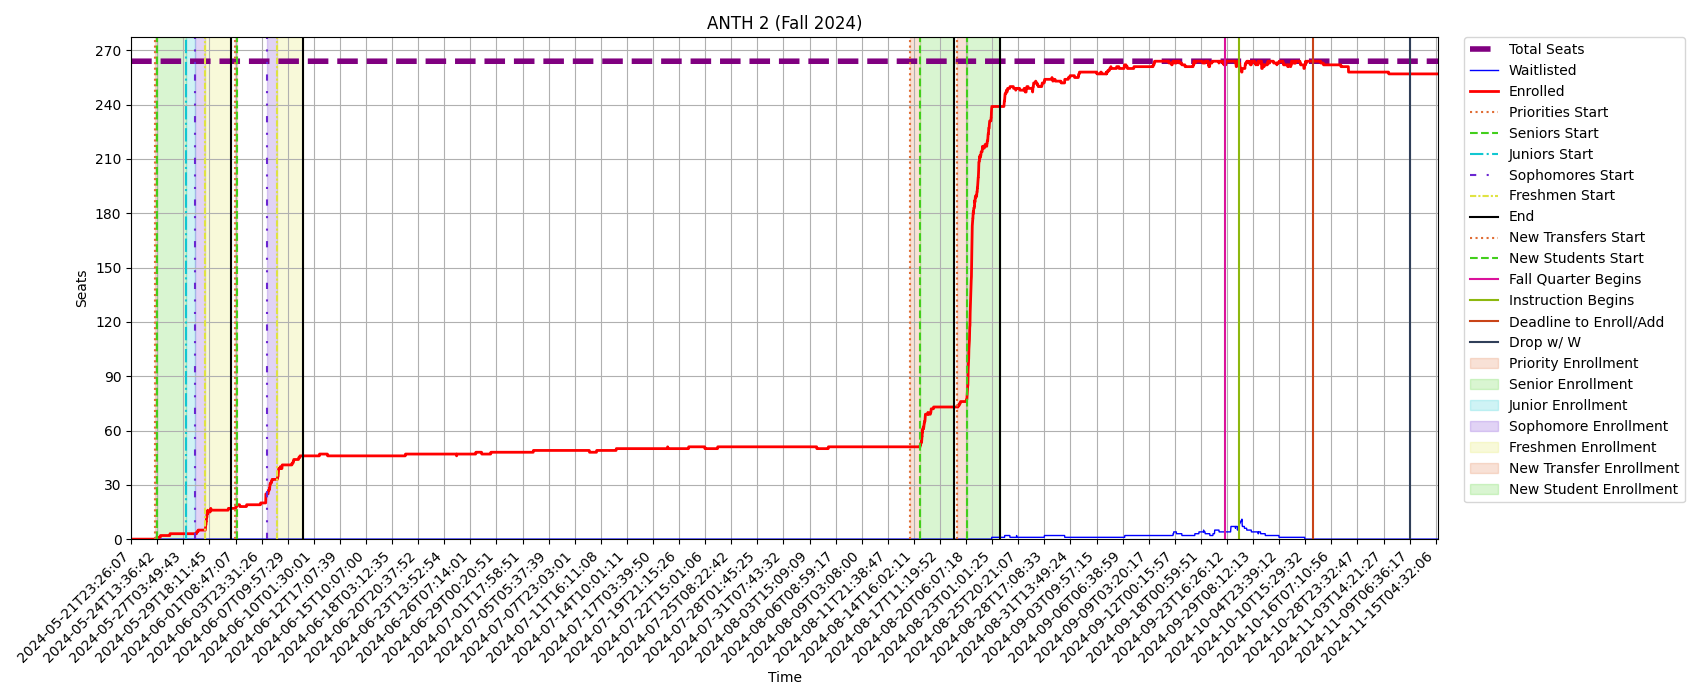 ANTH 2 (Fall 2024)
Seats
270
240
210
180
150
120
90
60
30
0
2024-05-21T23:26:07
2024-05-24T13:36:42
2024-05-27T03:49:43
2024-05-29T18:11:45
2024-06-01T08:47:07
2024-06-03T23:31:26
2024-06-07T09:57:29
2024-06-10T01:30:01
2024-06-12T17:07:39
2024-06-15T10:07:00
2024-06-18T03:12:35
2024-06-20T20:37:52
2024-06-23T13:52:54
2024-06-26T07:14:01
2024-06-29T00:20:51
2024-07-01T17:58:51
2024-07-05T05:37:39
2024-07-07T23:03:01
2024-07-11T16:11:08
2024-07-14T10:01:11
2024-07-17T03:39:50
2024-07-19T21:15:26
2024-07-22T15:01:06
2024-07-25T08:22:42
2024-07-28T01:45:25
2024-07-31T07:43:32
2024-08-03T15:09:09
2024-08-06T08:59:17
2024-08-09T03:08:00
2024-08-11T21:38:47
2024-08-14T16:02:11
2024-08-17T11:19:52
2024-08-20T06:07:18
2024-08-23T01:01:25
2024-08-25T20:21:07
2024-08-28T17:08:33
2024-08-31T13:49:24
2024-09-03T09:57:15
2024-09-06T06:38:59
2024-09-09T03:20:17
2024-09-12T00:15:57
2024-09-18T00:59:51
2024-09-23T16:26:12
2024-09-29T08:12:13
2024-10-04T23:39:12
2024-10-10T15:29:32
2024-10-16T07:10:56
2024-10-28T23:32:47
2024-11-03T14:21:27
2024-11-09T06:36:17
2024-11-15T04:32:06
Time
Total Seats
Waitlisted
Enrolled
Priorities Start
Seniors Start
Juniors Start
Sophomores Start
Freshmen Start
End
New Transfers Start
New Students Start
Fall Quarter Begins
Instruction Begins
Deadline to Enroll/Add
Drop w/ W
Priority Enrollment
Senior Enrollment
Junior Enrollment
Sophomore Enrollment
Freshmen Enrollment
New Transfer Enrollment
New Student Enrollment